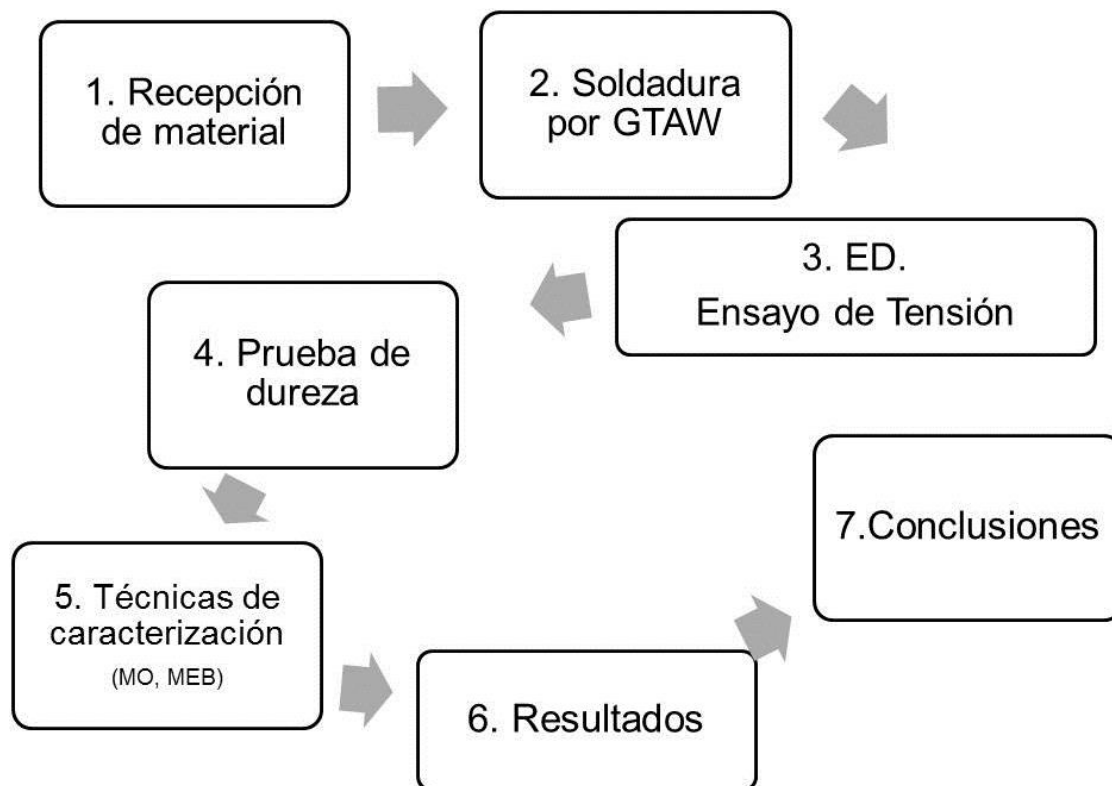 1. Recepción
de material
2. Soldadura
por GTAW
3. ED.
Ensayo de Tensión
4. Prueba de
dureza
5. Técnicas de
caracterización
(MO, MEB)
6. Resultados
7.Conclusiones